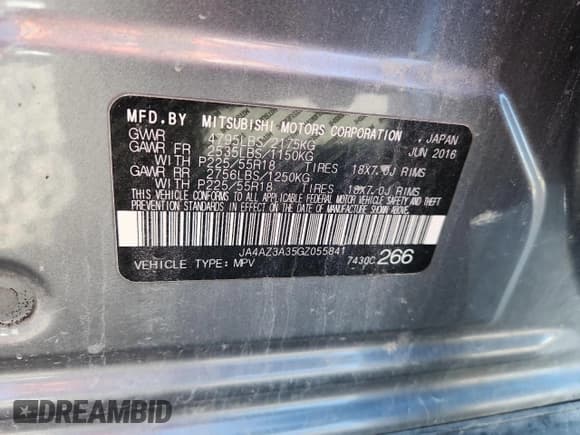 MFD.BY MITSUBISHI MOTORS CORPORATION , JAPAN
GVWR 4795LBS/2175KG JUN 2016
GAWR FR 2535LBS/1150KG
WITH P225/55R18 TIRES 18X7.0J RIMS
GAWR RR 2756LBS/1250KG
WITH P225/55R18 TIRES 18X7.0J RIMS
THIS VEHICLE CONFORMS TO ALL APPLICABLE FEDERAL MOTOR VEHICLE SAFETY AND THEFT PREVENTION STANDARDS IN EFFECT ON THE DATE OF MANUFACTURE SHOWN ABOVE.
JA4AZ3A35GZ055841
VEHICLE TYPE: MPV 7430C 266
DREAMBID